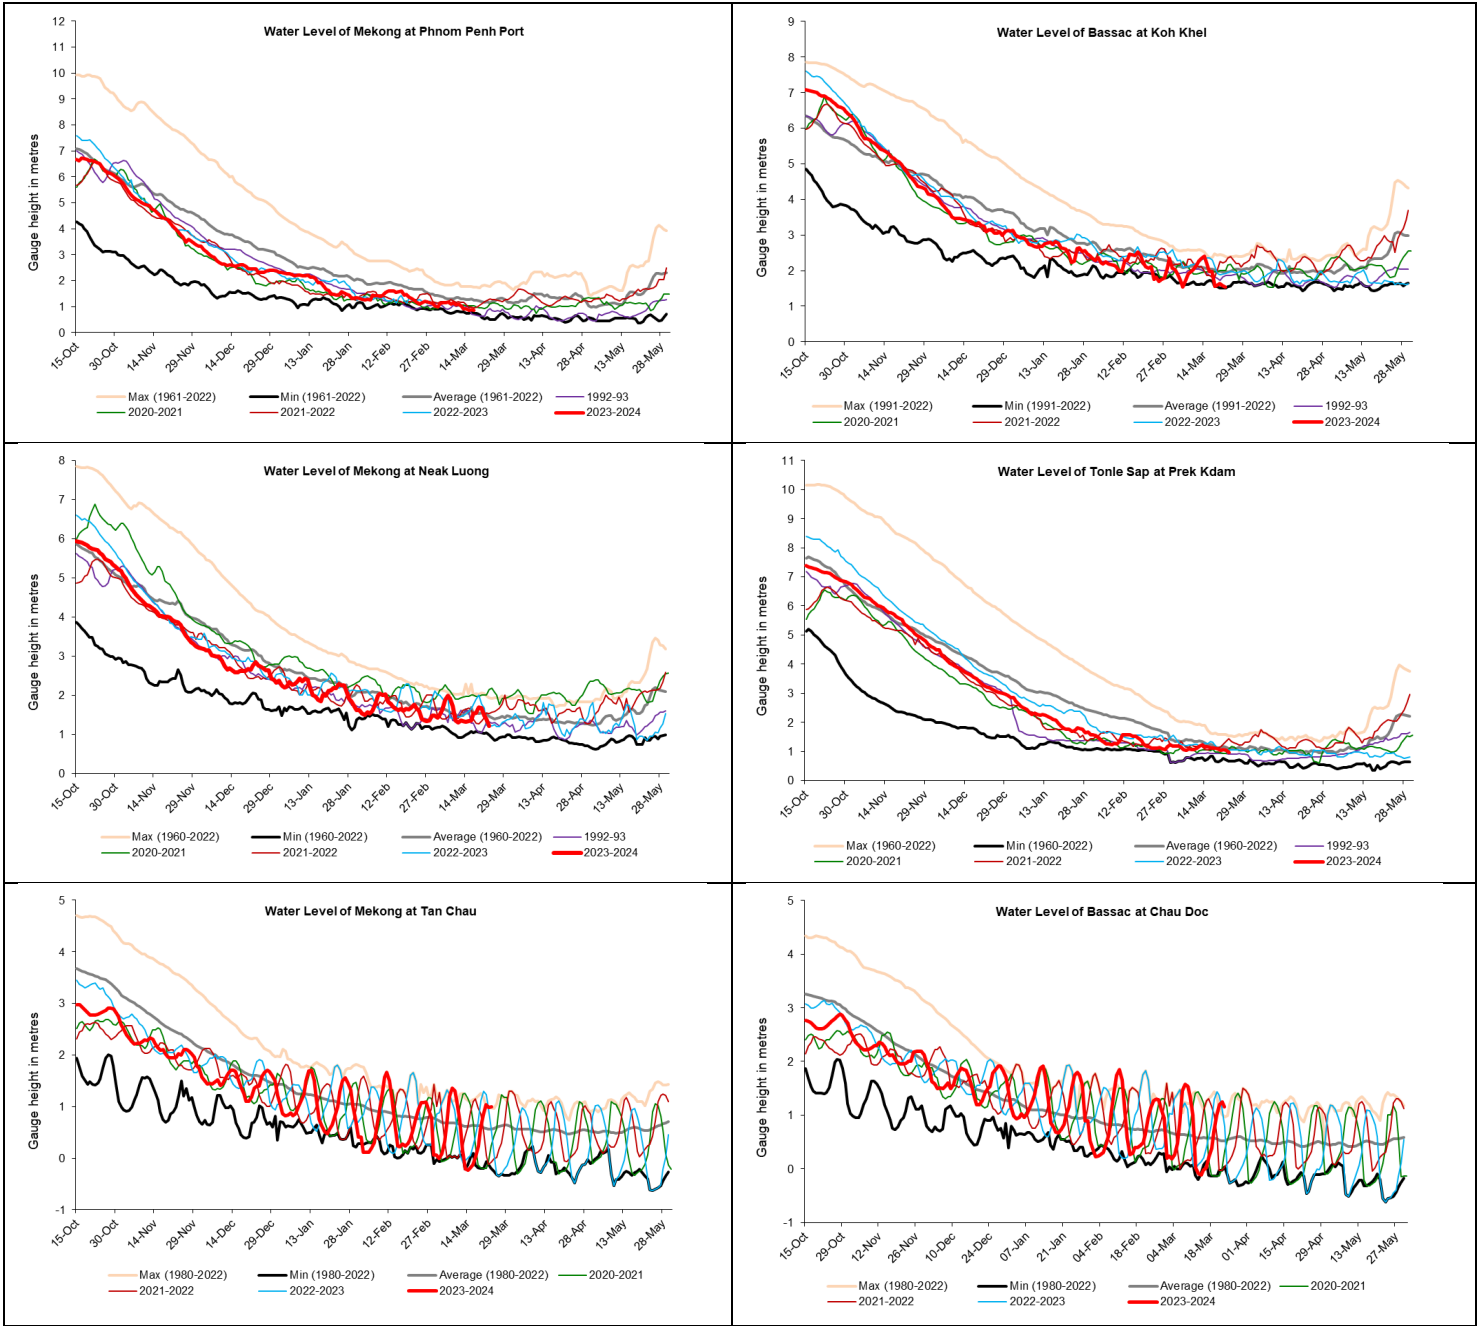 Water Level of Mekong at Phnom Penh Port
Gauge height in metres
12
11
10
9
8
7
6
5
4
3
2
1
0
15-Oct 30-Oct 14-Nov 29-Nov 14-Dec 29-Dec 13-Jan 28-Jan 12-Feb 27-Feb 14-Mar 29-Mar 13-Apr 28-Apr 13-May 28-May
Max (1961-2022) Min (1961-2022) Average (1961-2022) 1992-93
2020-2021 2021-2022 2022-2023 2023-2024
Water Level of Bassac at Koh Khel
Gauge height in metres
9
8
7
6
5
4
3
2
1
0
15-Oct 30-Oct 14-Nov 29-Nov 14-Dec 29-Dec 13-Jan 28-Jan 12-Feb 27-Feb 14-Mar 29-Mar 13-Apr 28-Apr 13-May 28-May
Max (1991-2022) Min (1991-2022) Average (1991-2022) 1992-93
2020-2021 2021-2022 2022-2023 2023-2024
Water Level of Mekong at Neak Luong
Gauge height in metres
8
7
6
5
4
3
2
1
0
15-Oct 30-Oct 14-Nov 29-Nov 14-Dec 29-Dec 13-Jan 28-Jan 12-Feb 27-Feb 14-Mar 29-Mar 13-Apr 28-Apr 13-May 28-May
Max (1960-2022) Min (1960-2022) Average (1960-2022) 1992-93
2020-2021 2021-2022 2022-2023 2023-2024
Water Level of Tonle Sap at Prek Kdam
Gauge height in metres
11
10
9
8
7
6
5
4
3
2
1
0
15-Oct 30-Oct 14-Nov 29-Nov 14-Dec 29-Dec 13-Jan 28-Jan 12-Feb 27-Feb 14-Mar 29-Mar 13-Apr 28-Apr 13-May 28-May
Max (1960-2022) Min (1960-2022) Average (1960-2022) 1992-93
2020-2021 2021-2022 2022-2023 2023-2024
Water Level of Mekong at Tan Chau
Gauge height in metres
5
4
3
2
1
0
-1
15-Oct 30-Oct 14-Nov 29-Nov 14-Dec 29-Dec 13-Jan 28-Jan 12-Feb 27-Feb 14-Mar 29-Mar 13-Apr 28-Apr 13-May 28-May
Max (1980-2022) Min (1980-2022) Average (1980-2022) 2020-2021
2021-2022 2022-2023 2023-2024
Water Level of Bassac at Chau Doc
Gauge height in metres
5
4
3
2
1
0
-1
15-Oct 29-Oct 12-Nov 26-Nov 10-Dec 24-Dec 07-Jan 21-Jan 04-Feb 18-Feb 04-Mar 18-Mar 01-Apr 15-Apr 29-Apr 13-May 27-May
Max (1980-2022) Min (1980-2022) Average (1980-2022) 2020-2021
2021-2022 2022-2023 2023-2024